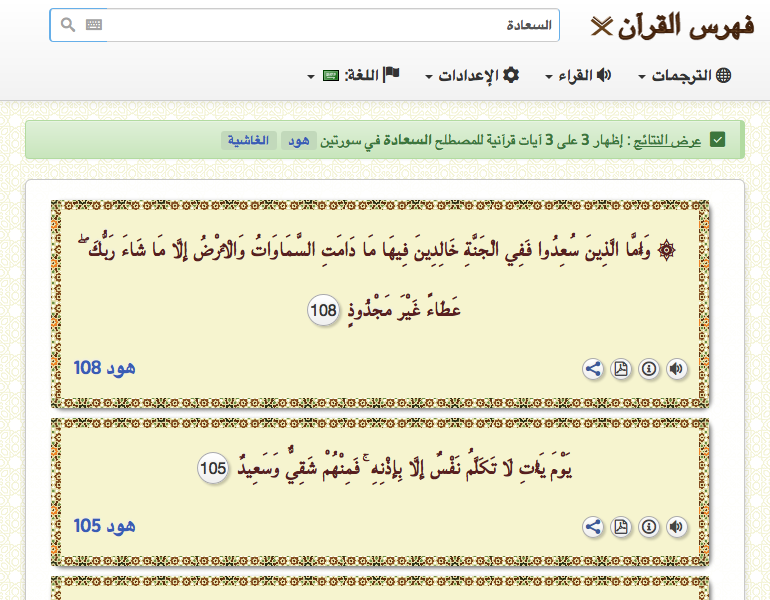 فهرس القرآن
السعادة
الترجمات القراء الإعدادات اللغة:
عرض النتائج : إظهار 3 على 3 آيات قرآنية للمصطلح السعادة في سورتين هود الغاشية
۞ وَأَمَّا الَّذِينَ سُعِدُوا فَفِي الْجَنَّةِ خَالِدِينَ فِيهَا مَا دَامَتِ السَّمَاوَاتُ وَالْأَرْضُ إِلَّا مَا شَاءَ رَبُّكَ ۖ
عَطَاءً غَيْرَ مَجْذُوذٍ 108
هود 108
يَوْمَ يَأْتِ لَا تَكَلَّمُ نَفْسٌ إِلَّا بِإِذْنِهِ ۚ فَمِنْهُمْ شَقِيٌّ وَسَعِيدٌ 105
هود 105